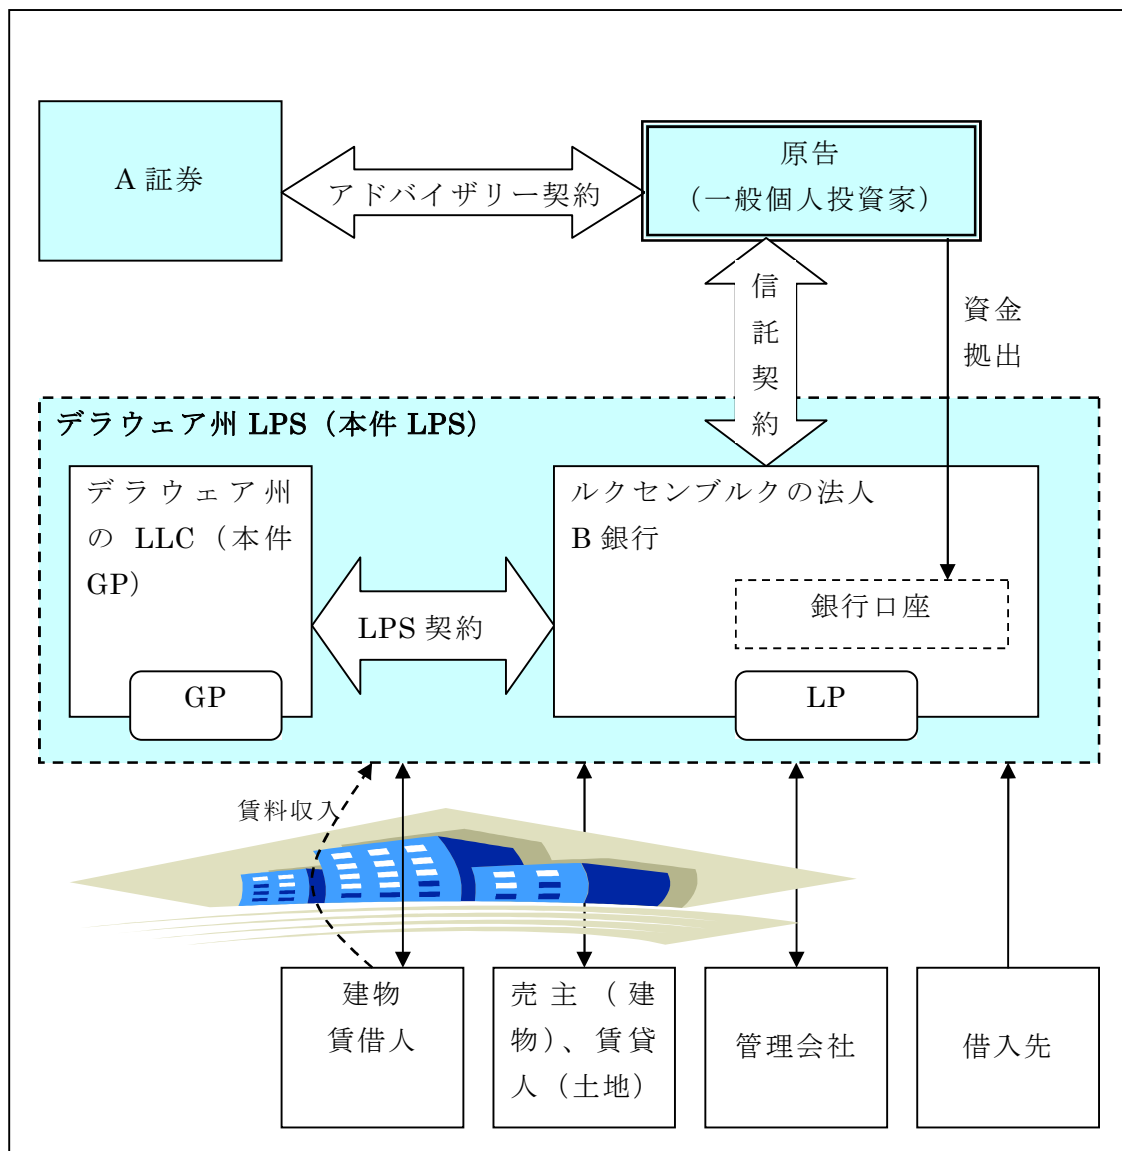 A 証券
アドバイザリー契約
原告
（一般個人投資家）
信託契約
資金
拠出
デラウェア州 LPS（本件 LPS）
デラウェア州
の LLC（本件
GP）
LPS 契約
GP
ルクセンブルクの法人
B 銀行
銀行口座
LP
賃料収入
建物
賃借人
売主（建
物）、賃貸
人（土地）
管理会社
借入先